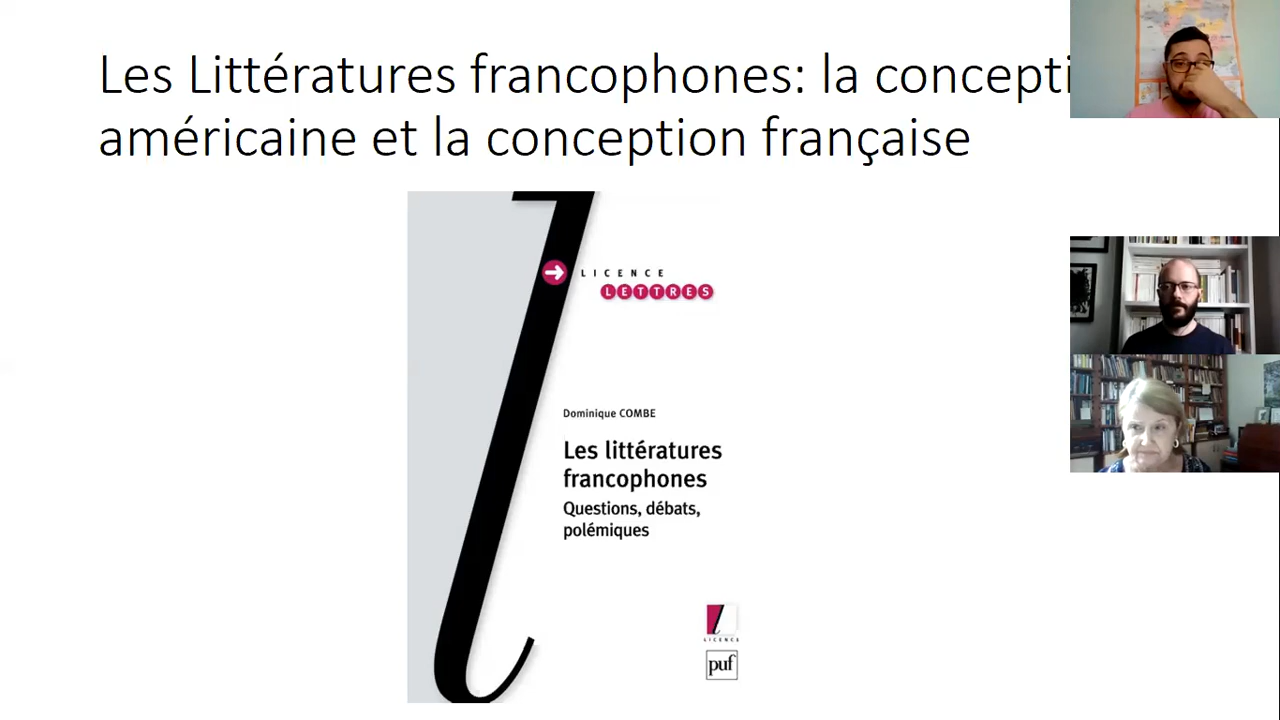 Les Littératures francophones: la concepti
américaine et la conception française
LICENCE
LETTRES
Dominique COMBE
Les littératures
francophones
Questions, débats,
polémiques
l
LICENCE
puf